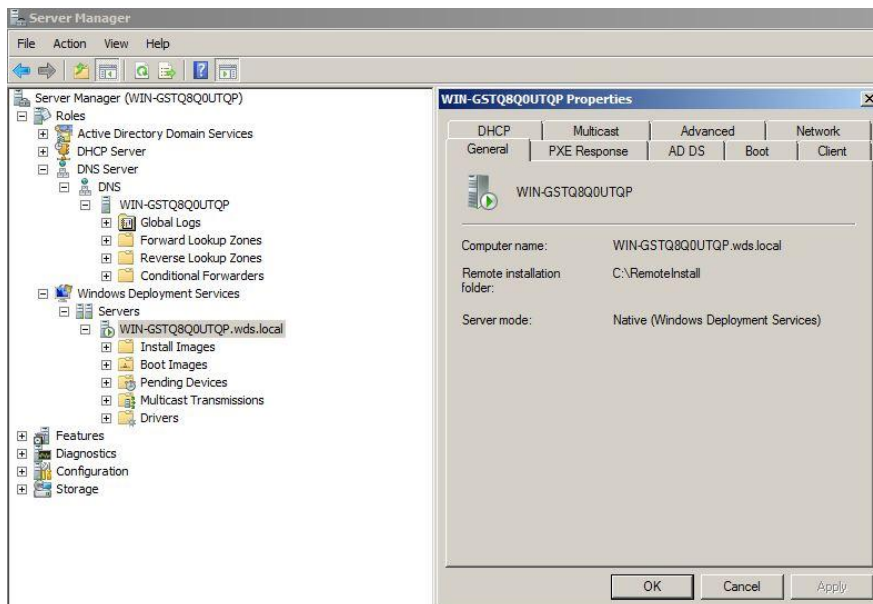 Server Manager
File Action View Help
Server Manager (WIN-GSTQ8Q0UTQP)
Roles
Active Directory Domain Services
DHCP Server
DNS Server
DNS
WIN-GSTQ8Q0UTQP
Global Logs
Forward Lookup Zones
Reverse Lookup Zones
Conditional Forwarders
Windows Deployment Services
Servers
WIN-GSTQ8Q0UTQP.wds.local
Install Images
Boot Images
Pending Devices
Multicast Transmissions
Drivers
Features
Diagnostics
Configuration
Storage
WIN-GSTQ8Q0UTQP Properties
DHCP Multicast Advanced Network
General PXE Response AD DS Boot Client
WIN-GSTQ8Q0UTQP
Computer name: WIN-GSTQ8Q0UTQP.wds.local
Remote installation C:\RemoteInstall
folder:
Server mode: Native (Windows Deployment Services)
OK Cancel Apply